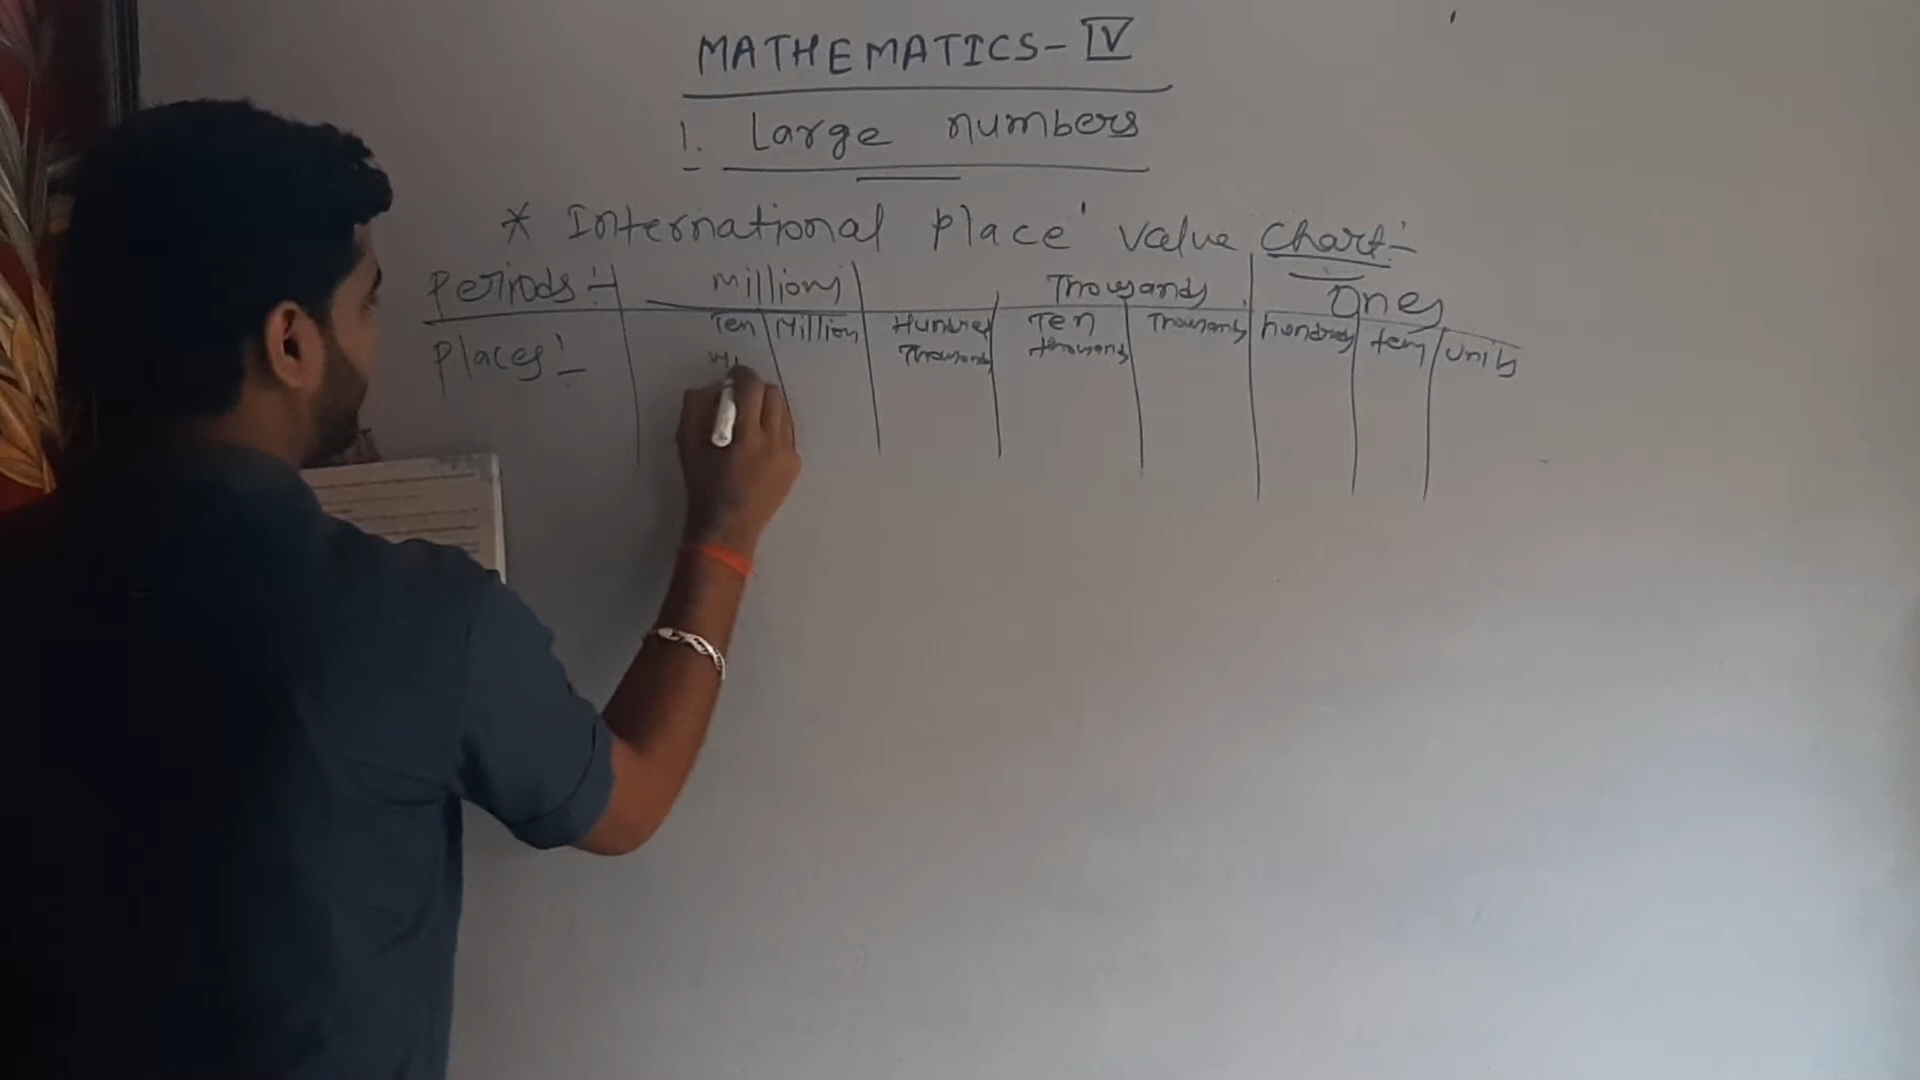 MATHEMATICS - IV
1. Large numbers
* International Place value Chart:-
Periods :- Millions Thousands Ones
Places :- Ten Million Hundred Ten Thousands hundreds tens units
Thousands thousands